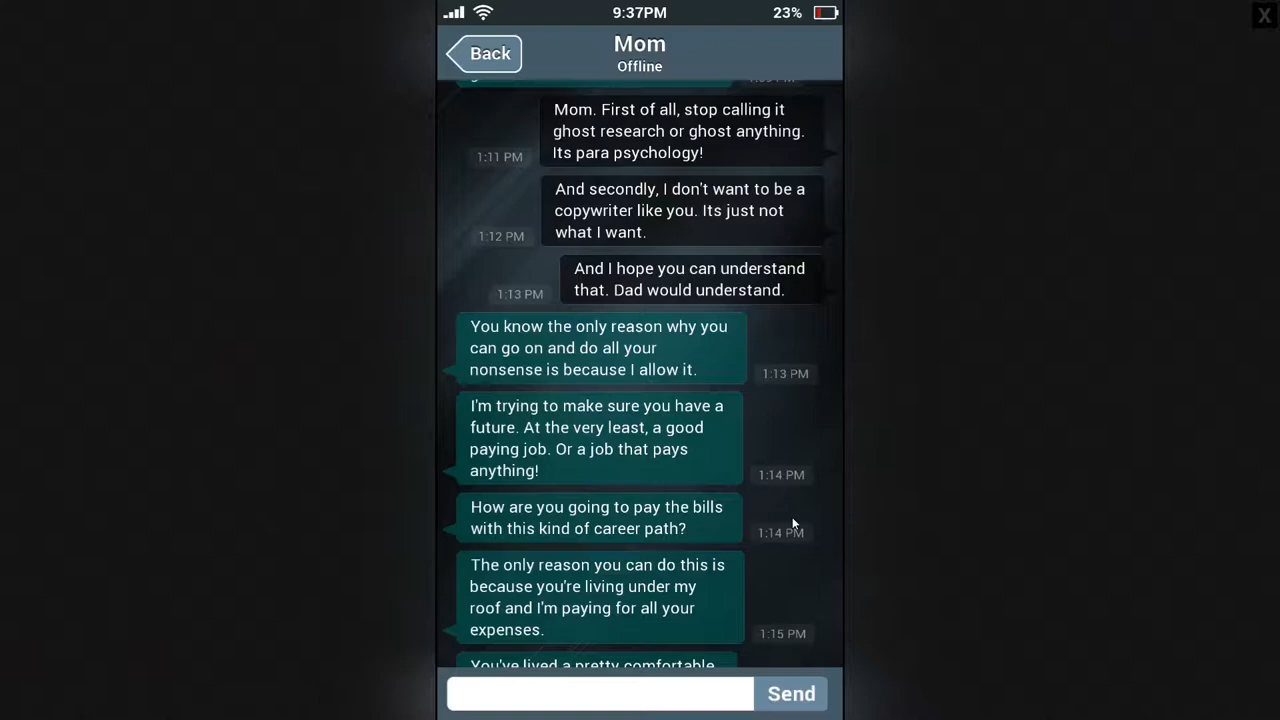 9:37PM
23%
X
Back
Mom
Offline
Mom. First of all, stop calling it
ghost research or ghost anything.
Its para psychology!
1:11 PM
And secondly, I don't want to be a
copywriter like you. Its just not
what I want.
1:12 PM
And I hope you can understand
that. Dad would understand.
1:13 PM
You know the only reason why you
can go on and do all your
nonsense is because I allow it.
1:13 PM
I'm trying to make sure you have a
future. At the very least, a good
paying job. Or a job that pays
anything!
1:14 PM
How are you going to pay the bills
with this kind of career path?
1:14 PM
The only reason you can do this is
because you're living under my
roof and I'm paying for all your
expenses.
1:15 PM
You've lived a pretty comfortable
Send